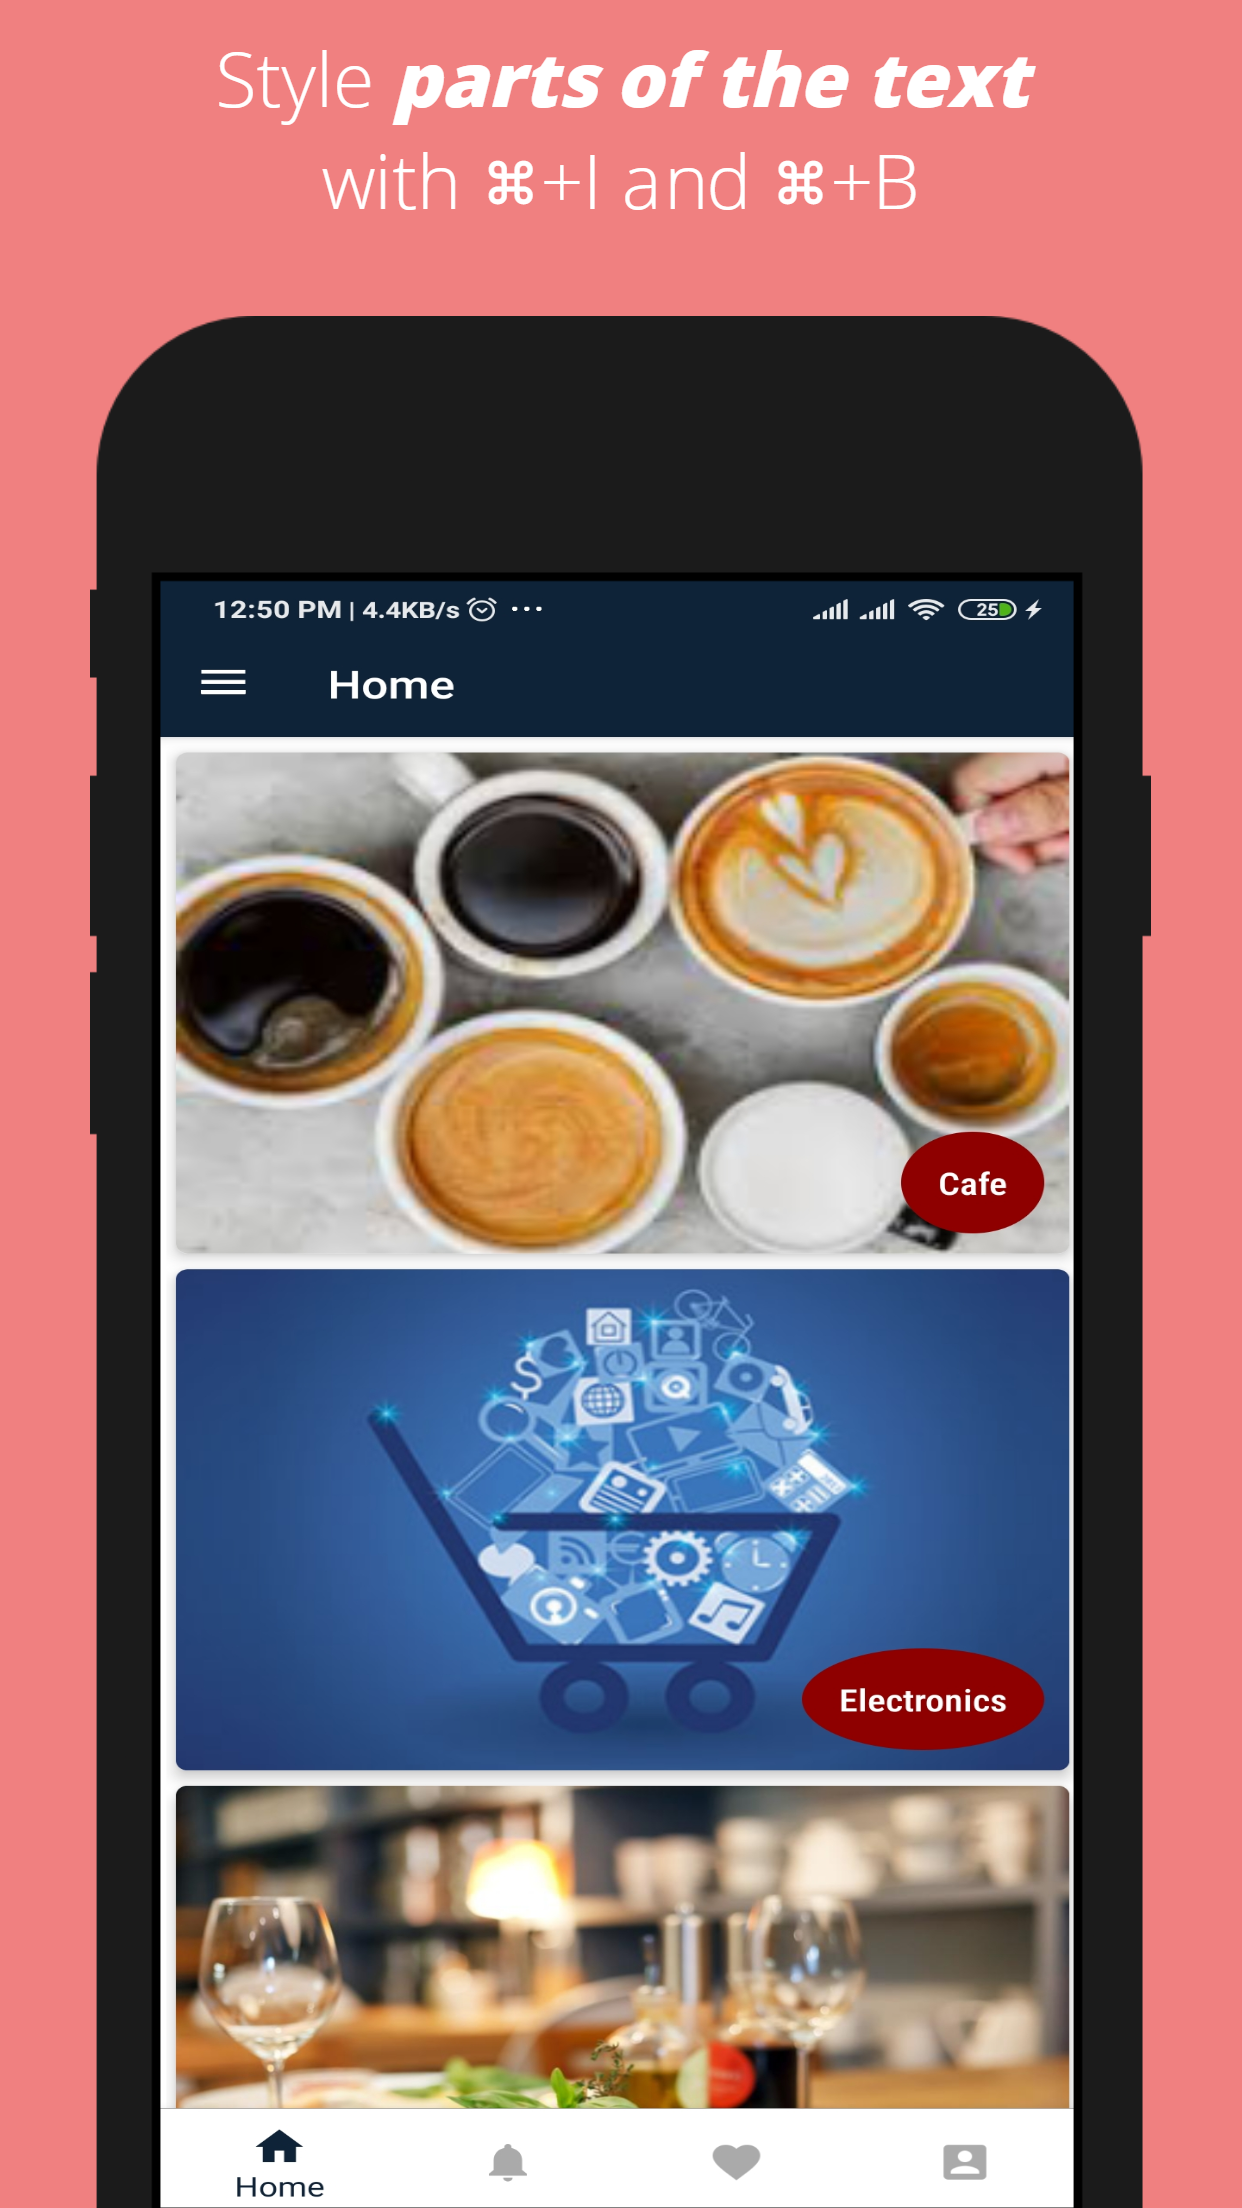 Style parts of the text
with ⌘+I and ⌘+B
12:50 PM | 4.4KB/s ··· 25
Home
Cafe
$
Electronics
Home